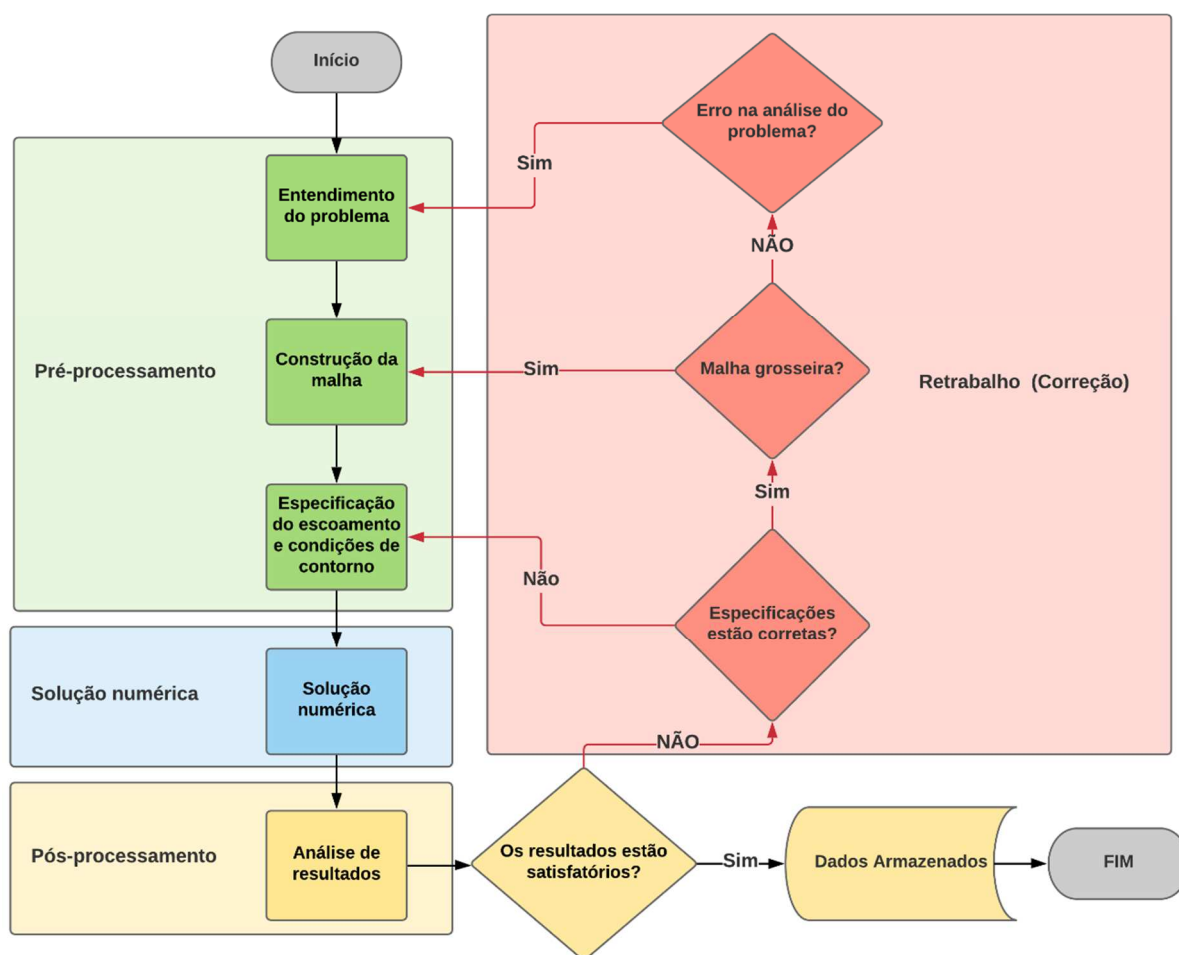 Início
Erro na análise do
problema?
Sim
Entendimento
do problema
NÃO
Pré-processamento
Construção da
malha
Sim
Malha grosseira?
Retrabalho (Correção)
Sim
Especificação
do escoamento
e condições de
contorno
Não
Especificações
estão corretas?
Solução numérica
Solução
numérica
NÃO
Pós-processamento
Análise de
resultados
Os resultados estão
satisfatórios?
Sim
Dados Armazenados
FIM